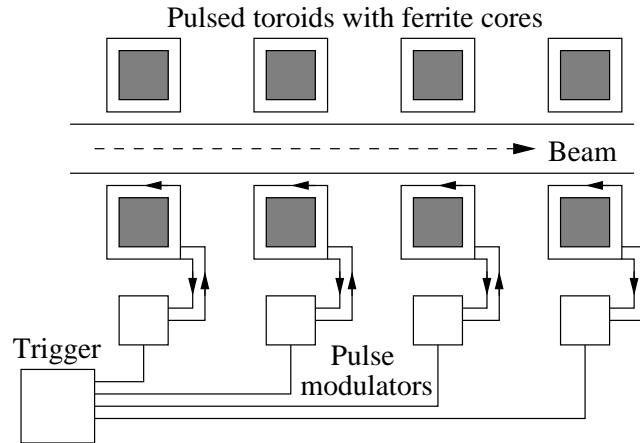 Pulsed toroids with ferrite cores
Beam
Trigger
Pulse
modulators